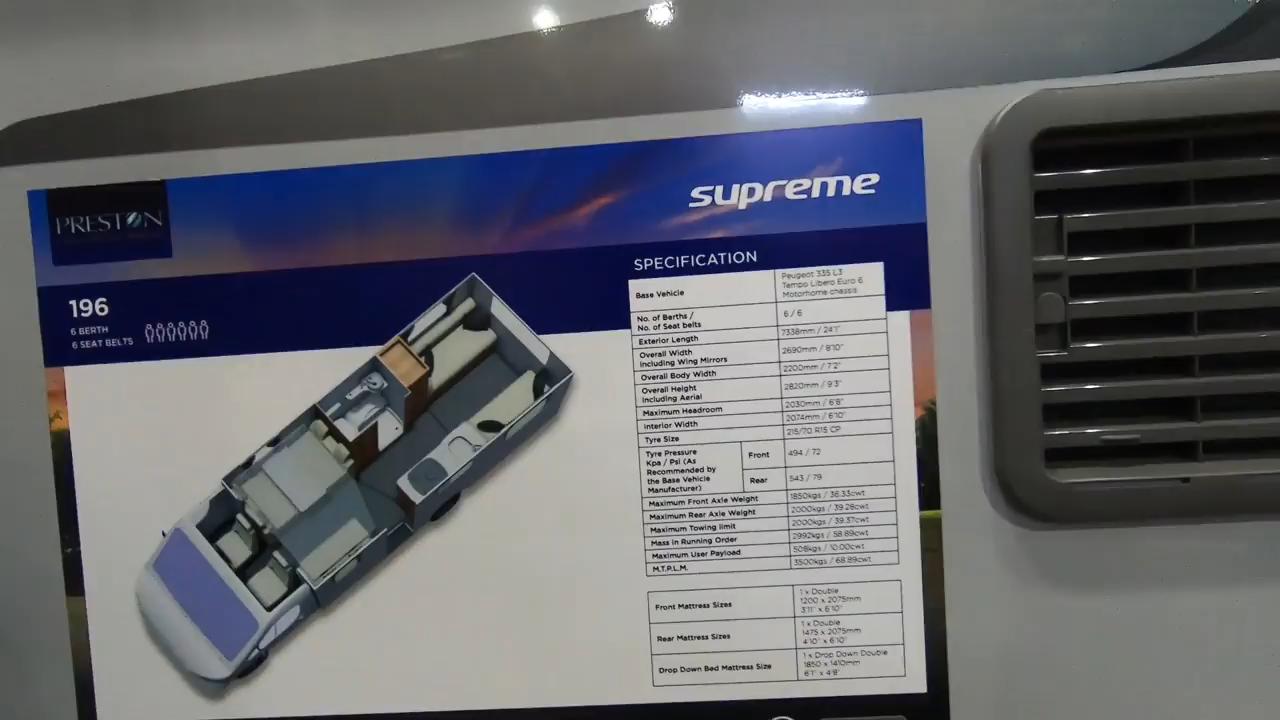 PRESTON
supreme
196
6 BERTH
6 SEAT BELTS
SPECIFICATION
Base Vehicle
Peugeot 335 L3
Tempo Libero Euro 6
Motorhome chassis
No. of Berths /
No. of Seat belts
6 / 6
Exterior Length
7338mm / 24'1"
Overall Width
Including Wing Mirrors
2690mm / 8'10"
Overall Body Width
2200mm / 7'2"
Overall Height
Including Aerial
2820mm / 9'3"
Maximum Headroom
2030mm / 6'8"
Interior Width
2074mm / 6'10"
Tyre Size
215/70 R15 CP
Tyre Pressure
Kpa / Psi (As
Recommended by
the Base Vehicle
Manufacturer)
Front
494 / 72
Rear
543 / 79
Maximum Front Axle Weight
1850kgs / 36.33cwt
Maximum Rear Axle Weight
2000kgs / 39.28cwt
Maximum Towing limit
2000kgs / 39.37cwt
Mass in Running Order
2992kgs / 58.89cwt
Maximum User Payload
508kgs / 10.00cwt
M.T.P.L.M.
3500kgs / 68.89cwt
Front Mattress Sizes
1 x Double
1200 x 2075mm
3'11" x 6'10"
Rear Mattress Sizes
1 x Double
1475 x 2075mm
4'10" x 6'10"
Drop Down Bed Mattress Size
1 x Drop Down Double
1850 x 1410mm
6'1" x 4'8"